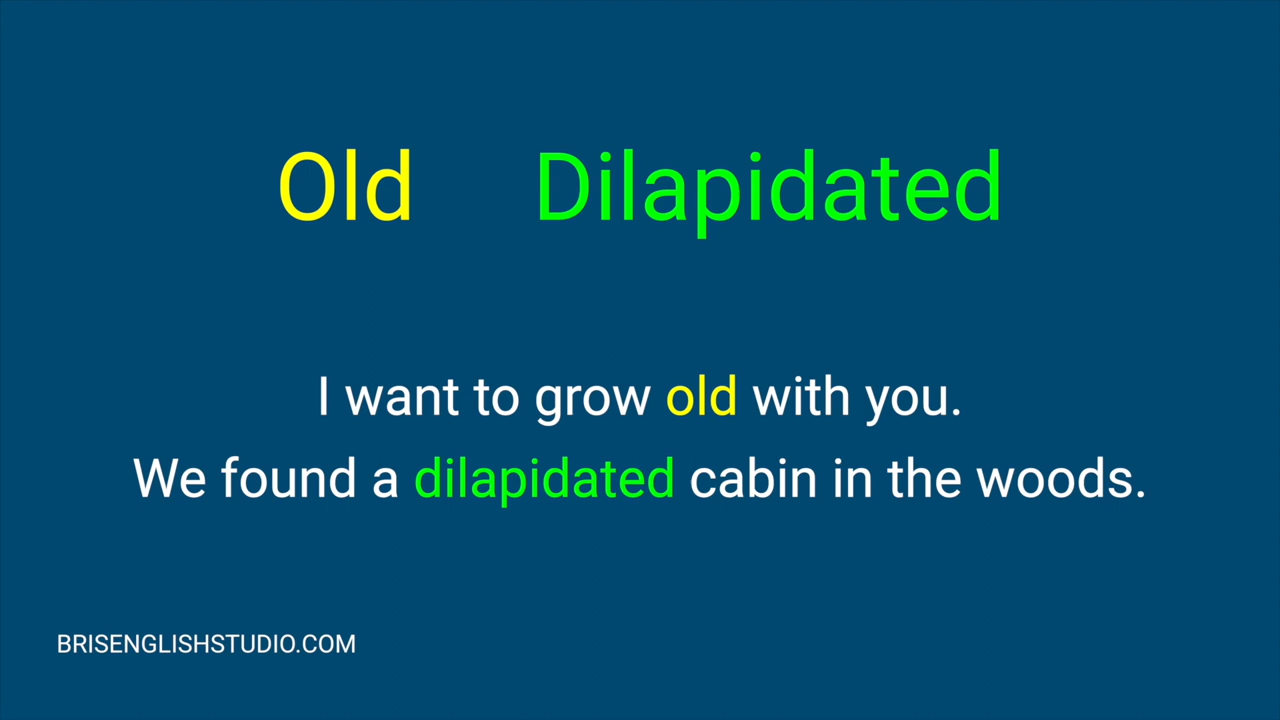 Old Dilapidated
I want to grow old with you.
We found a dilapidated cabin in the woods.
BRISENGLISHSTUDIO.COM